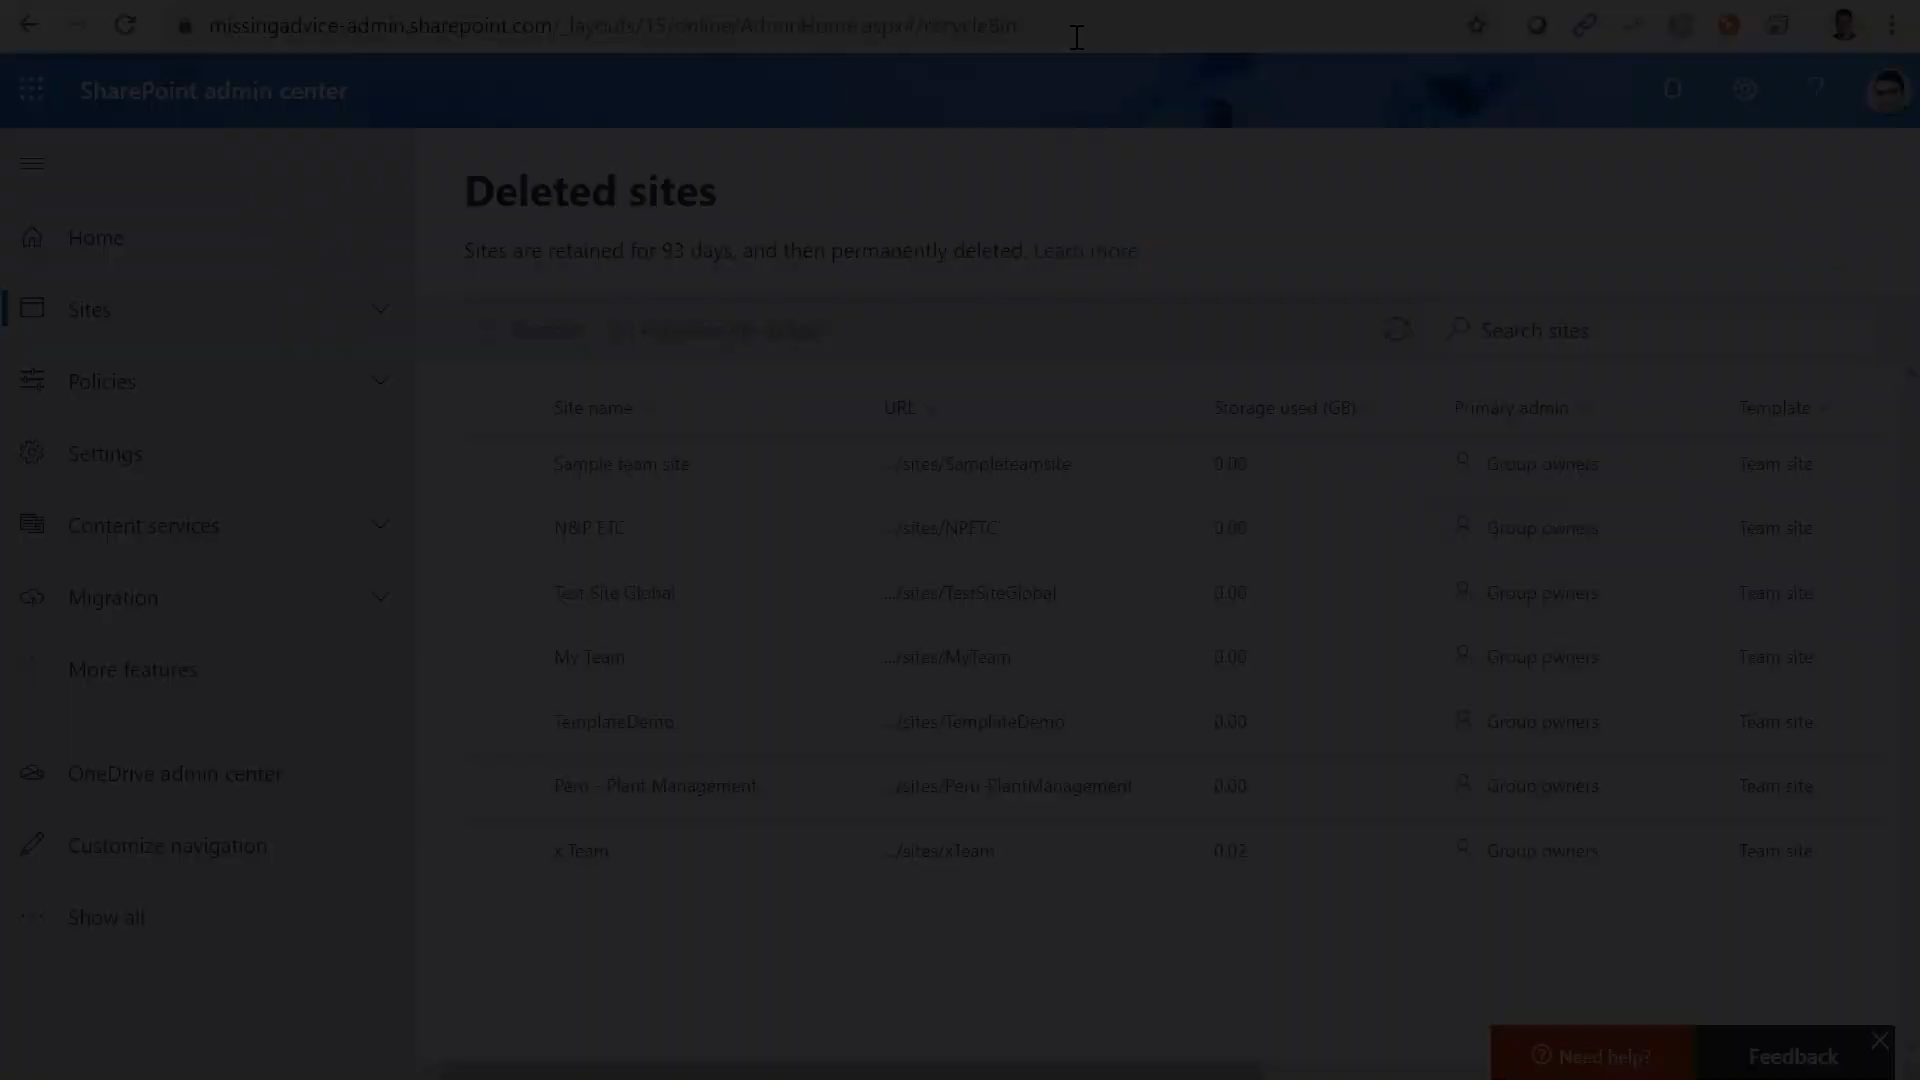 missingadvice-admin.sharepoint.com/_layouts/15/online/AdminHome.aspx#/recycleBin
SharePoint admin center
Deleted sites
Sites are retained for 93 days, and then permanently deleted. Learn more
Home
Sites
Policies
Settings
Content services
Migration
More features
OneDrive admin center
Customize navigation
Show all
Search sites
Site name URL Storage used (GB) Primary admin Template
Sample team site .../sites/Sampleteamsite 0.00 Group owners Team site
N&P ETC .../sites/NPETC 0.00 Group owners Team site
Test Site Global .../sites/TestSiteGlobal 0.00 Group owners Team site
My Team .../sites/MyTeam 0.00 Group owners Team site
TemplateDemo .../sites/TemplateDemo 0.00 Group owners Team site
Peru - Plant Management .../sites/Peru-PlantManagement 0.00 Group owners Team site
x Team .../sites/xTeam 0.02 Group owners Team site
Need help?
Feedback